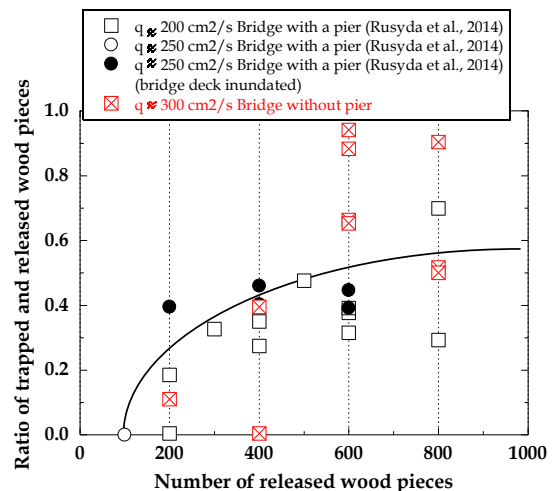 q ≈ 200 cm2/s Bridge with a pier (Rusyda et al., 2014)
q ≈ 250 cm2/s Bridge with a pier (Rusyda et al., 2014)
q ≈ 250 cm2/s Bridge with a pier (Rusyda et al., 2014)
(bridge deck inundated)
q ≈ 300 cm2/s Bridge without pier
1.0
0.8
0.6
0.4
0.2
0.0
Ratio of trapped and released wood pieces
0 200 400 600 800 1000
Number of released wood pieces